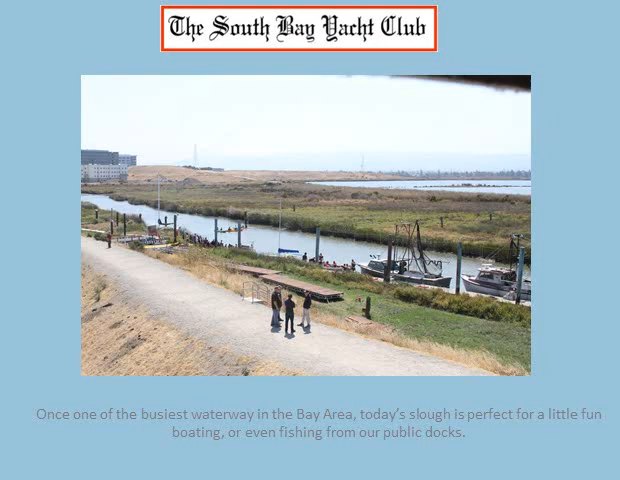 The South Bay Yacht Club
Once one of the busiest waterway in the Bay Area, today's slough is perfect for a little fun
boating, or even fishing from our public docks.